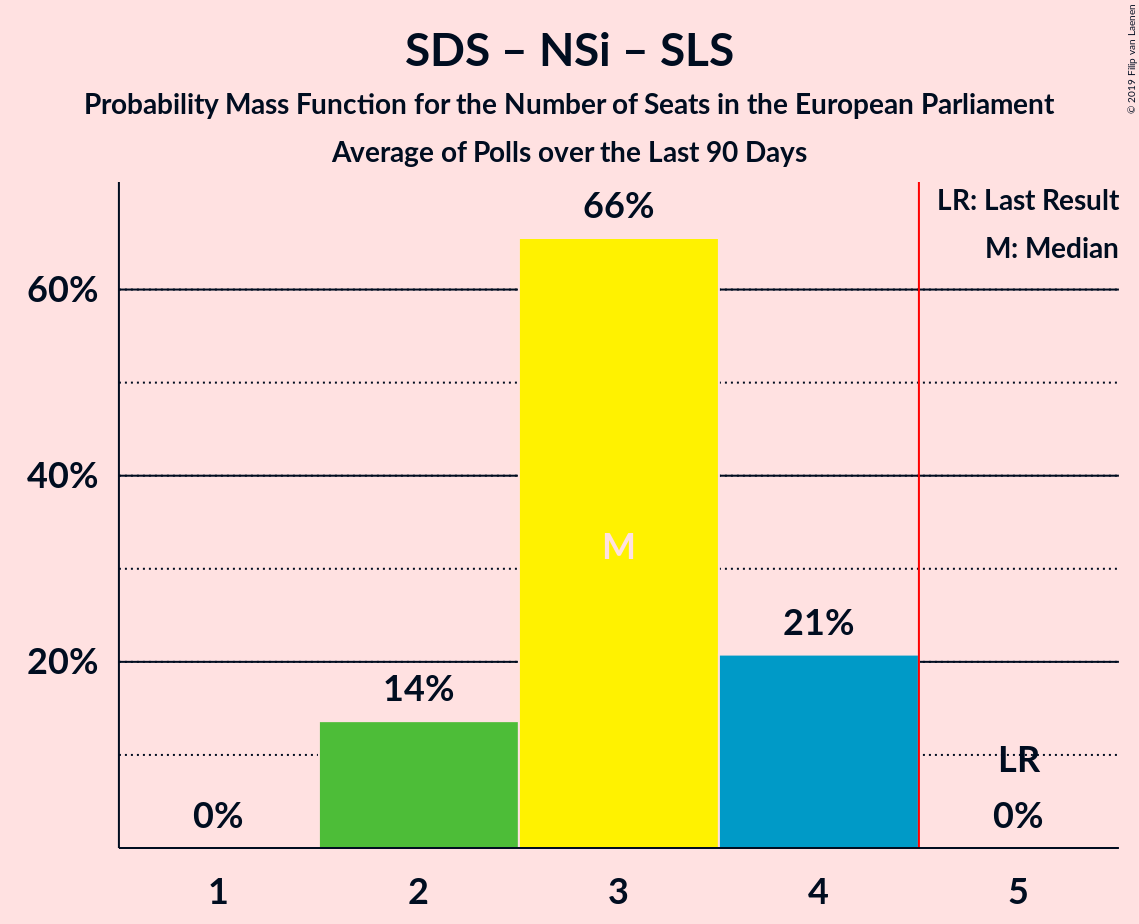 SDS – NSi – SLS
Probability Mass Function for the Number of Seats in the European Parliament
Average of Polls over the Last 90 Days
© 2019 Filip van Laenen
LR: Last Result
M: Median
66%
60%
40%
20%
M
21%
14%
LR
0%
0%
1 2 3 4 5